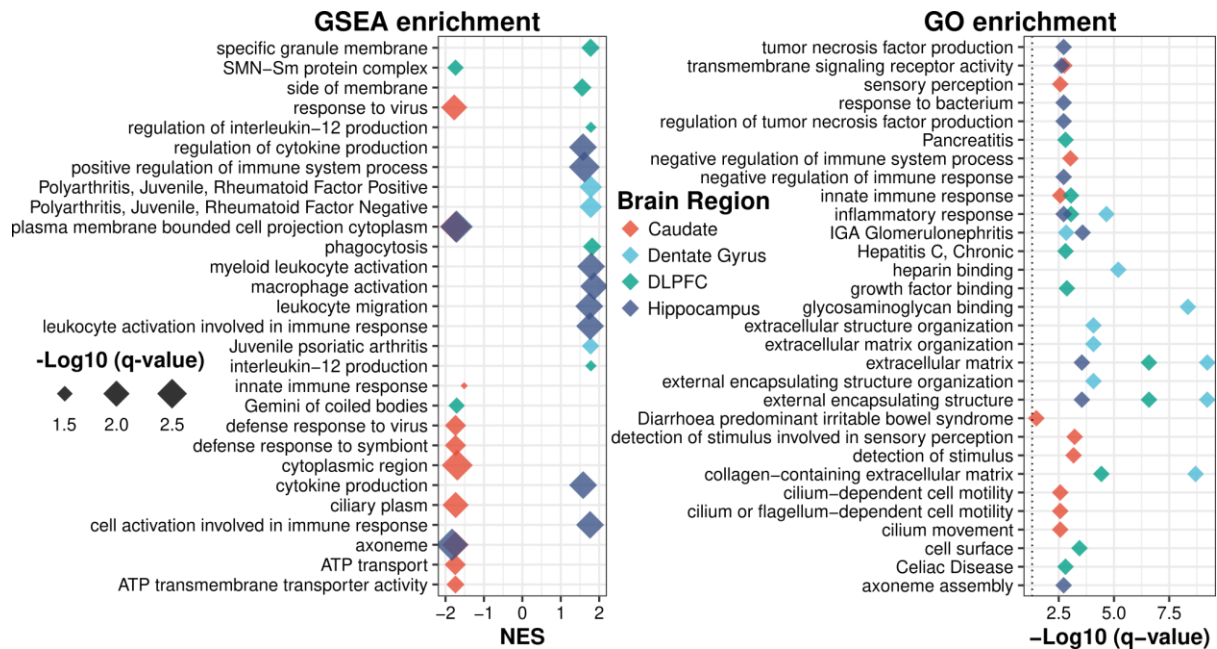 GSEA enrichment
specific granule membrane
SMN−Sm protein complex
side of membrane
response to virus
regulation of interleukin−12 production
regulation of cytokine production
positive regulation of immune system process
Polyarthritis, Juvenile, Rheumatoid Factor Positive
Polyarthritis, Juvenile, Rheumatoid Factor Negative
plasma membrane bounded cell projection cytoplasm
phagocytosis
myeloid leukocyte activation
macrophage activation
leukocyte migration
leukocyte activation involved in immune response
Juvenile psoriatic arthritis
interleukin−12 production
innate immune response
Gemini of coiled bodies
defense response to virus
defense response to symbiont
cytoplasmic region
cytokine production
ciliary plasm
cell activation involved in immune response
axoneme
ATP transport
ATP transmembrane transporter activity
−2 −1 0 1 2
NES
-Log10 (q-value)
1.5 2.0 2.5
Brain Region
Caudate
Dentate Gyrus
DLPFC
Hippocampus
GO enrichment
tumor necrosis factor production
transmembrane signaling receptor activity
sensory perception
response to bacterium
regulation of tumor necrosis factor production
Pancreatitis
negative regulation of immune system process
negative regulation of immune response
innate immune response
inflammatory response
IGA Glomerulonephritis
Hepatitis C, Chronic
heparin binding
growth factor binding
glycosaminoglycan binding
extracellular structure organization
extracellular matrix organization
extracellular matrix
external encapsulating structure organization
external encapsulating structure
Diarrhoea predominant irritable bowel syndrome
detection of stimulus involved in sensory perception
detection of stimulus
collagen−containing extracellular matrix
cilium−dependent cell motility
cilium or flagellum−dependent cell motility
cilium movement
cell surface
Celiac Disease
axoneme assembly
2.5 5.0 7.5
−Log10 (q−value)